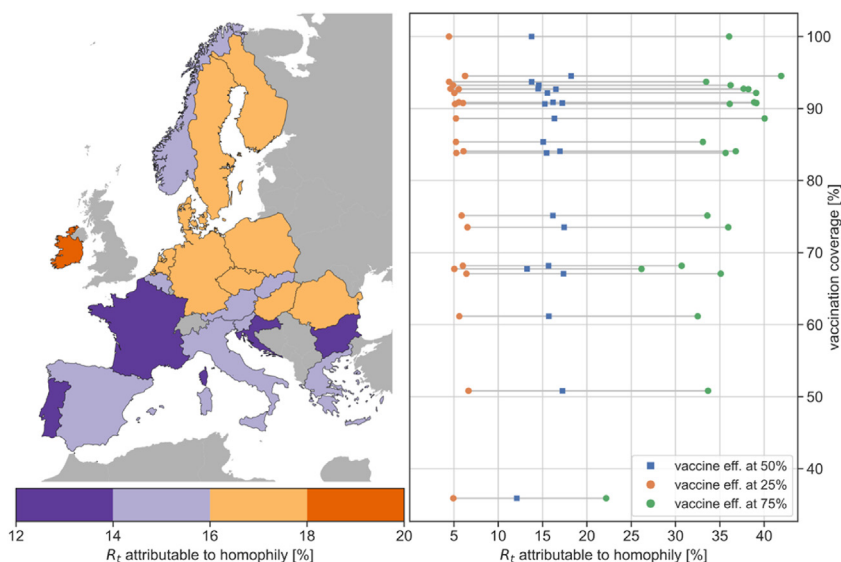 12 14 16 18 20
R_t attributable to homophily [%]
100
90
80
70
60
50
40
vaccination coverage [%]
vaccine eff. at 50%
vaccine eff. at 25%
vaccine eff. at 75%
5 10 15 20 25 30 35 40
R_t attributable to homophily [%]